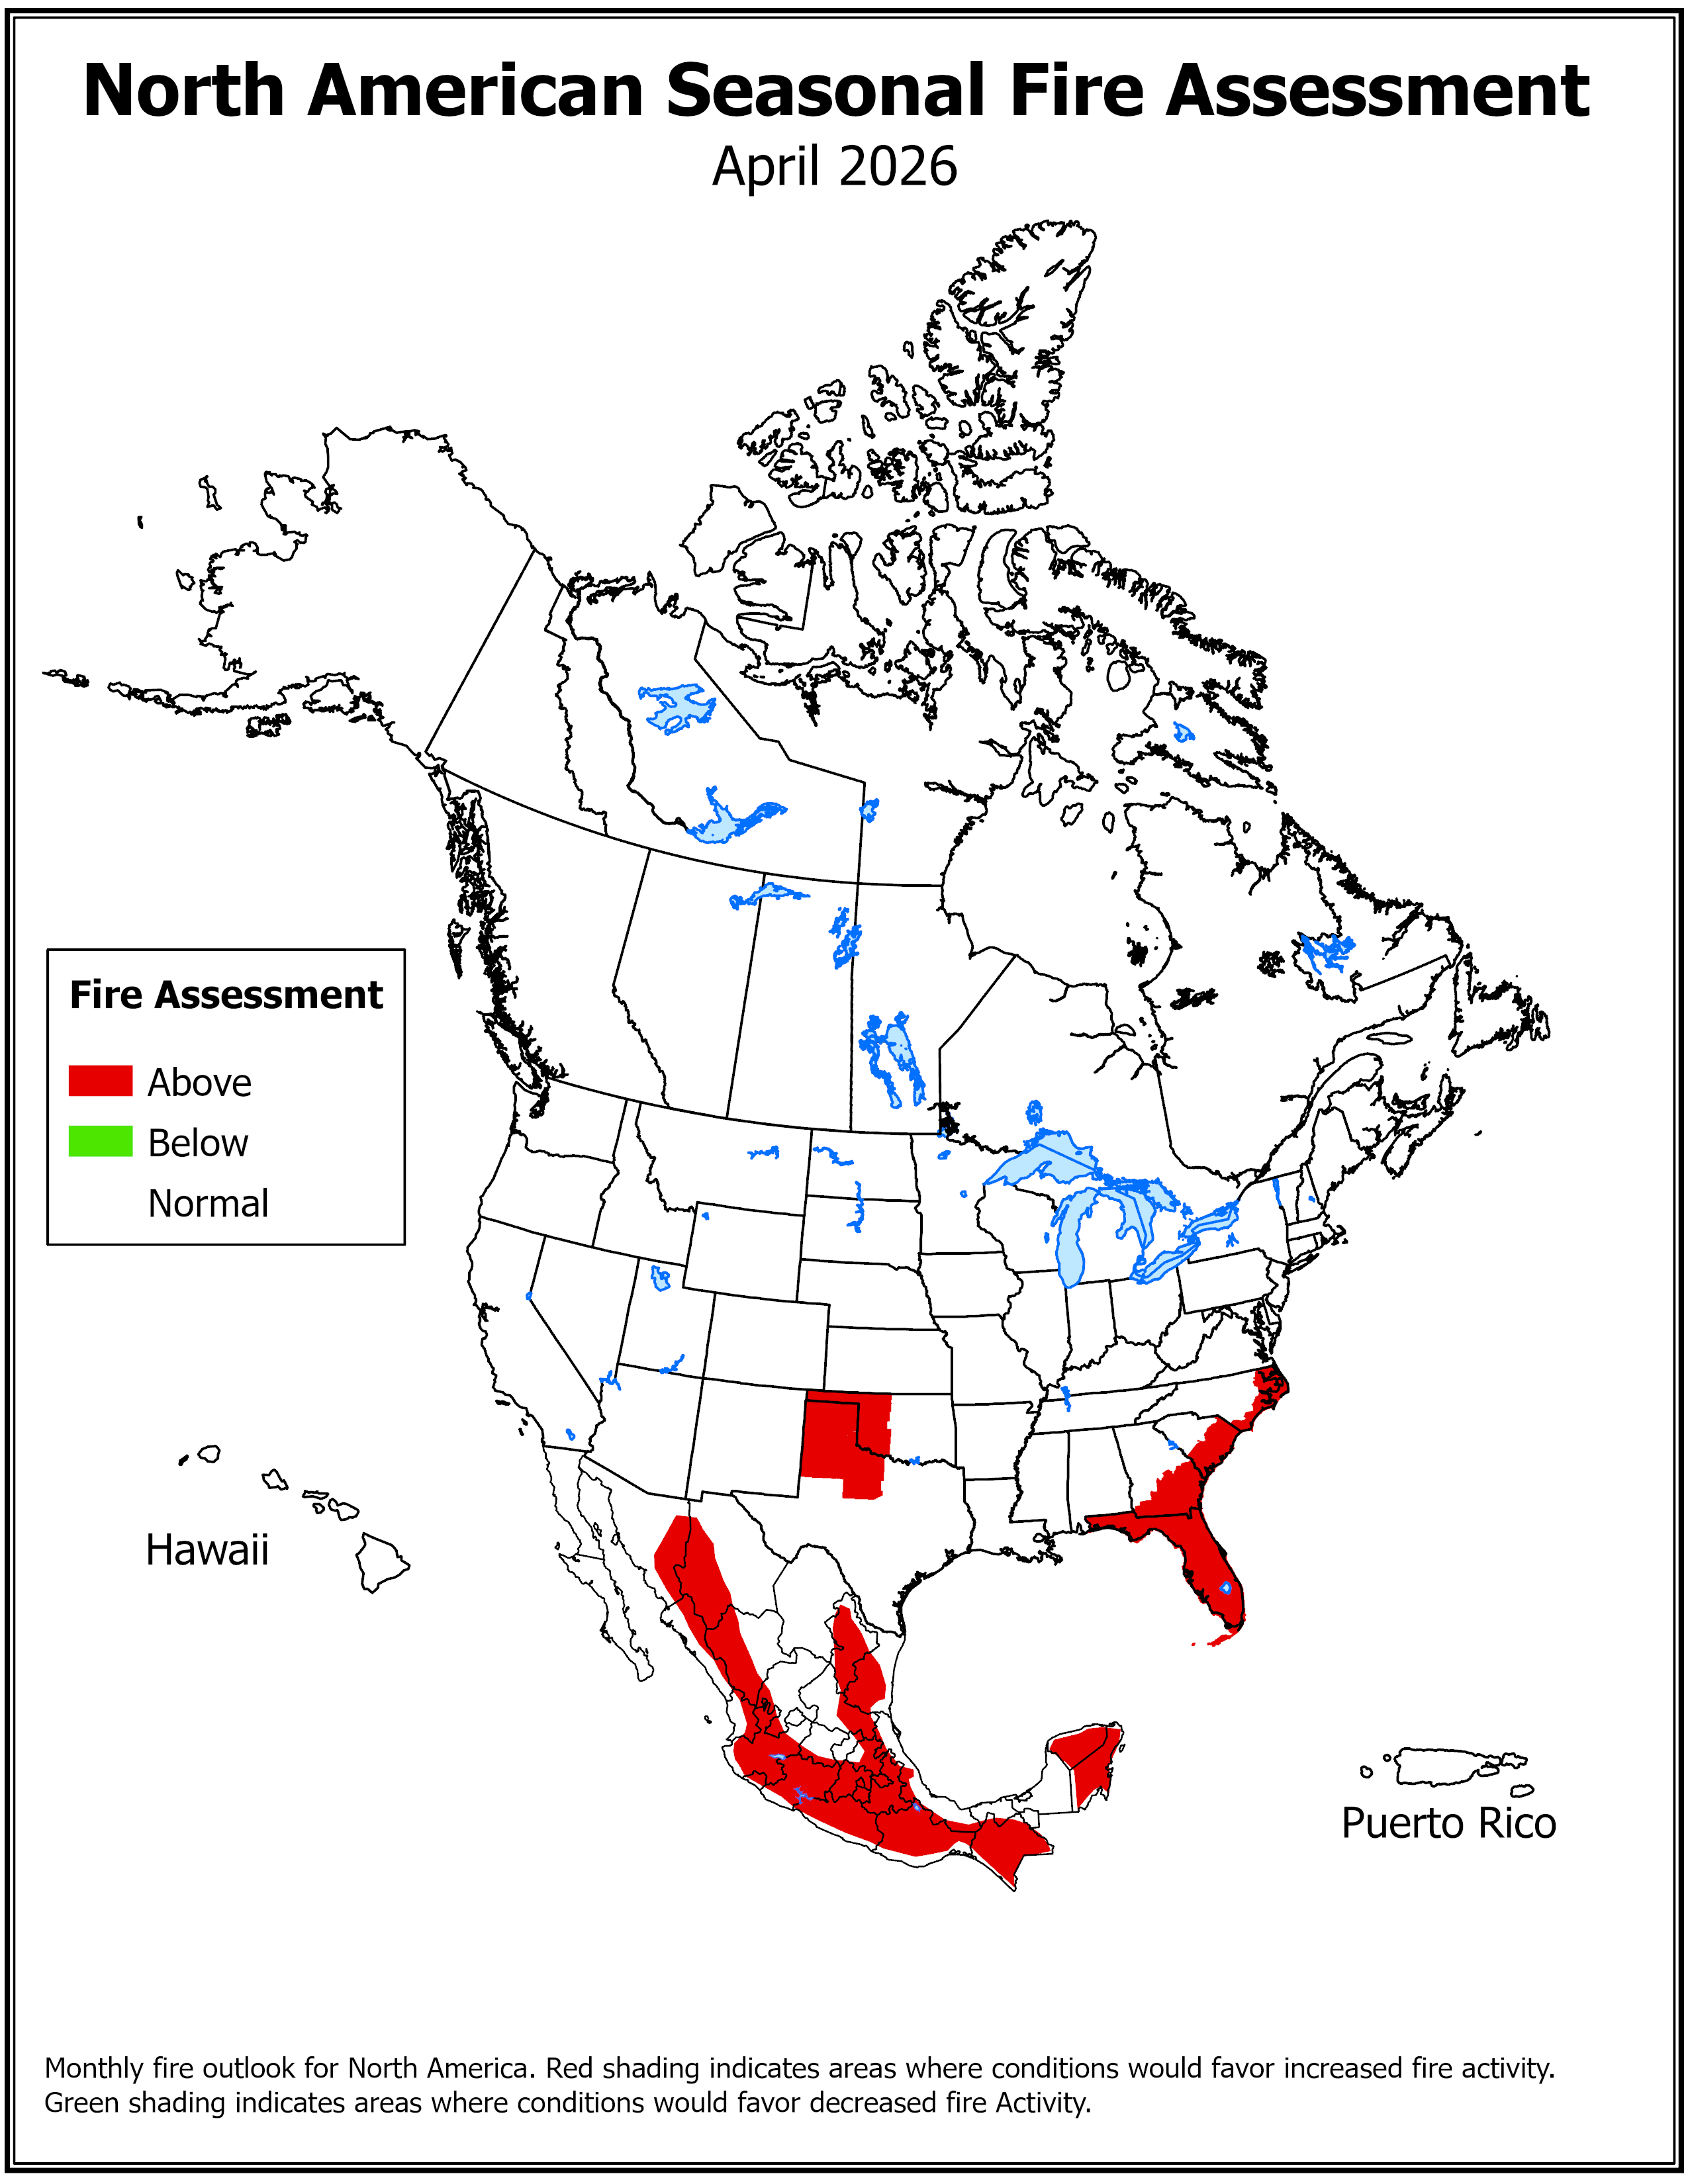 North American Seasonal Fire Assessment
April 2026
Fire Assessment
Above
Below
Normal
Hawaii
Puerto Rico
Monthly fire outlook for North America. Red shading indicates areas where conditions would favor increased fire activity.
Green shading indicates areas where conditions would favor decreased fire Activity.